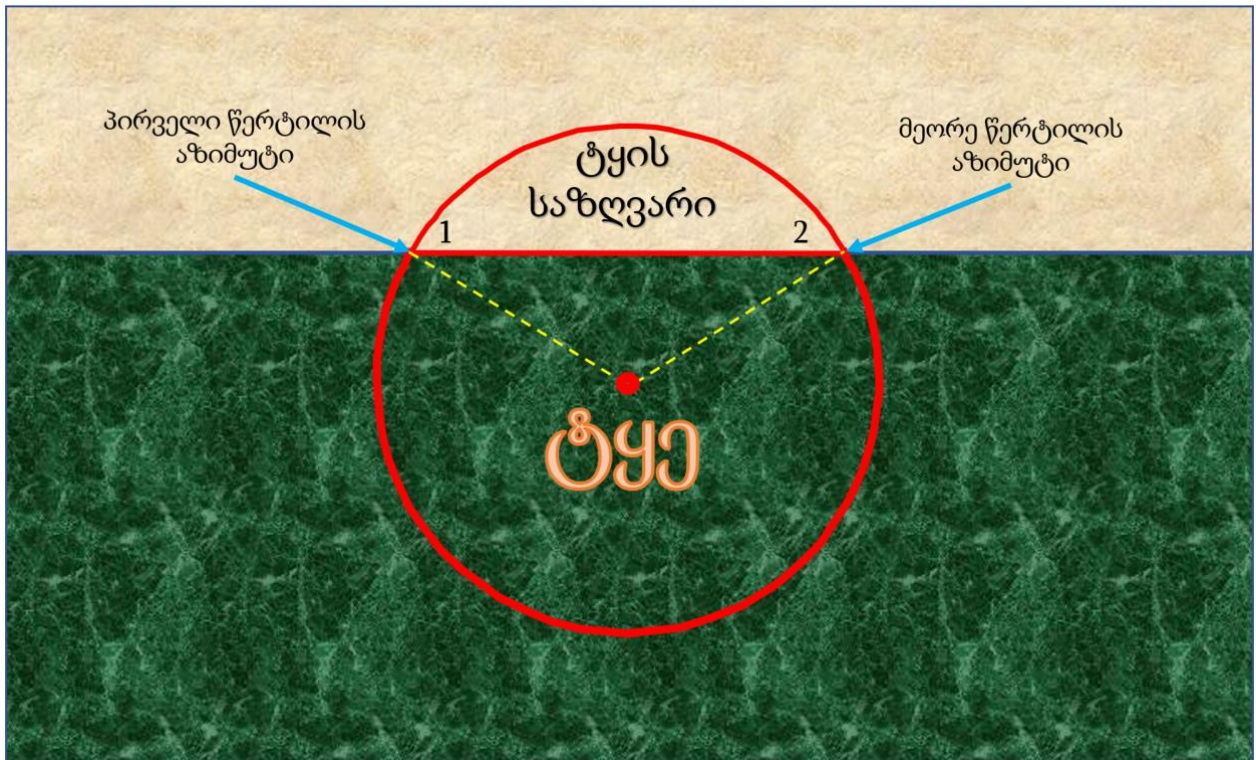 პირველი წერტილის
აზიმუტი
მეორე წერტილის
აზიმუტი
ტყის
საზღვარი
1
2
ტყე